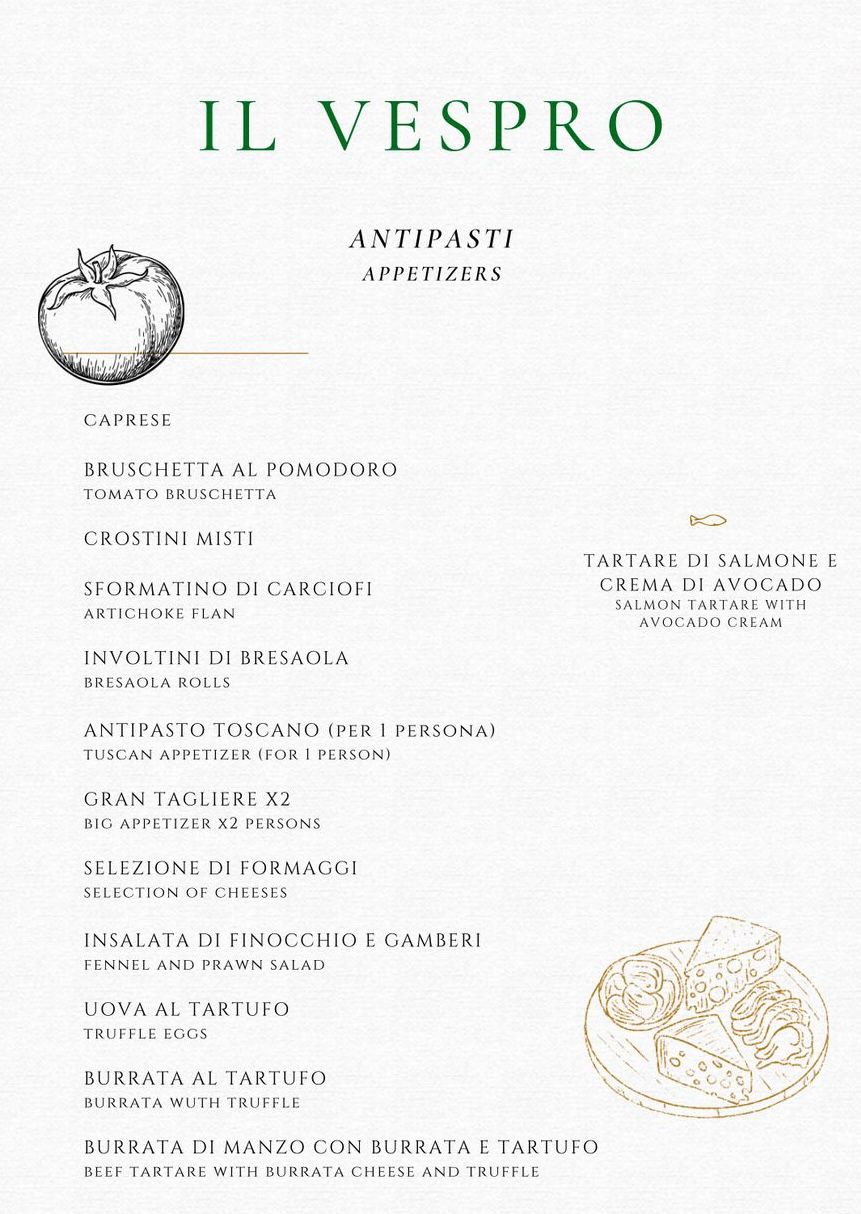 IL VESPRO
ANTIPASTI
APPETIZERS
CAPRESE
BRUSCHETTA AL POMODORO
TOMATO BRUSCHETTA
CROSTINI MISTI
SFORMATINO DI CARCIOFI
ARTICHOKE FLAN
INVOLTINI DI BRESAOLA
BRESAOLA ROLLS
ANTIPASTO TOSCANO (PER 1 PERSONA)
TUSCAN APPETIZER (FOR 1 PERSON)
GRAN TAGLIERE X2
BIG APPETIZER X2 PERSONS
SELEZIONE DI FORMAGGI
SELECTION OF CHEESES
INSALATA DI FINOCCHIO E GAMBERI
FENNEL AND PRAWN SALAD
UOVA AL TARTUFO
TRUFFLE EGGS
BURRATA AL TARTUFO
BURRATA WUTH TRUFFLE
BURRATA DI MANZO CON BURRATA E TARTUFO
BEEF TARTARE WITH BURRATA CHEESE AND TRUFFLE
TARTARE DI SALMONE E
CREMA DI AVOCADO
SALMON TARTARE WITH
AVOCADO CREAM